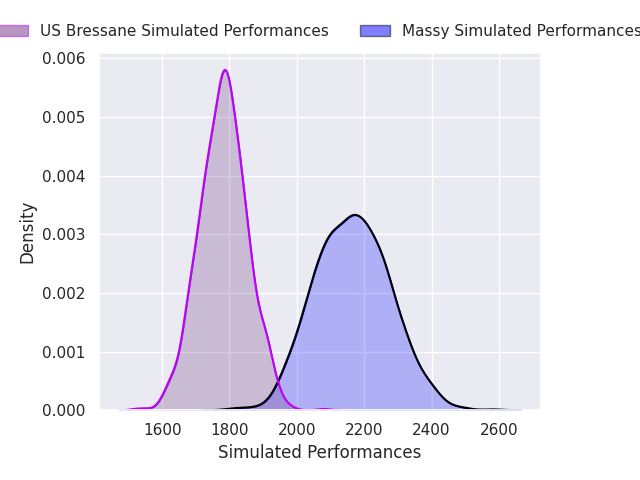 US Bressane Simulated Performances
Massy Simulated Performances
0.006
0.005
0.004
0.003
0.002
0.001
0.000
Density
1600 1800 2000 2200 2400 2600
Simulated Performances